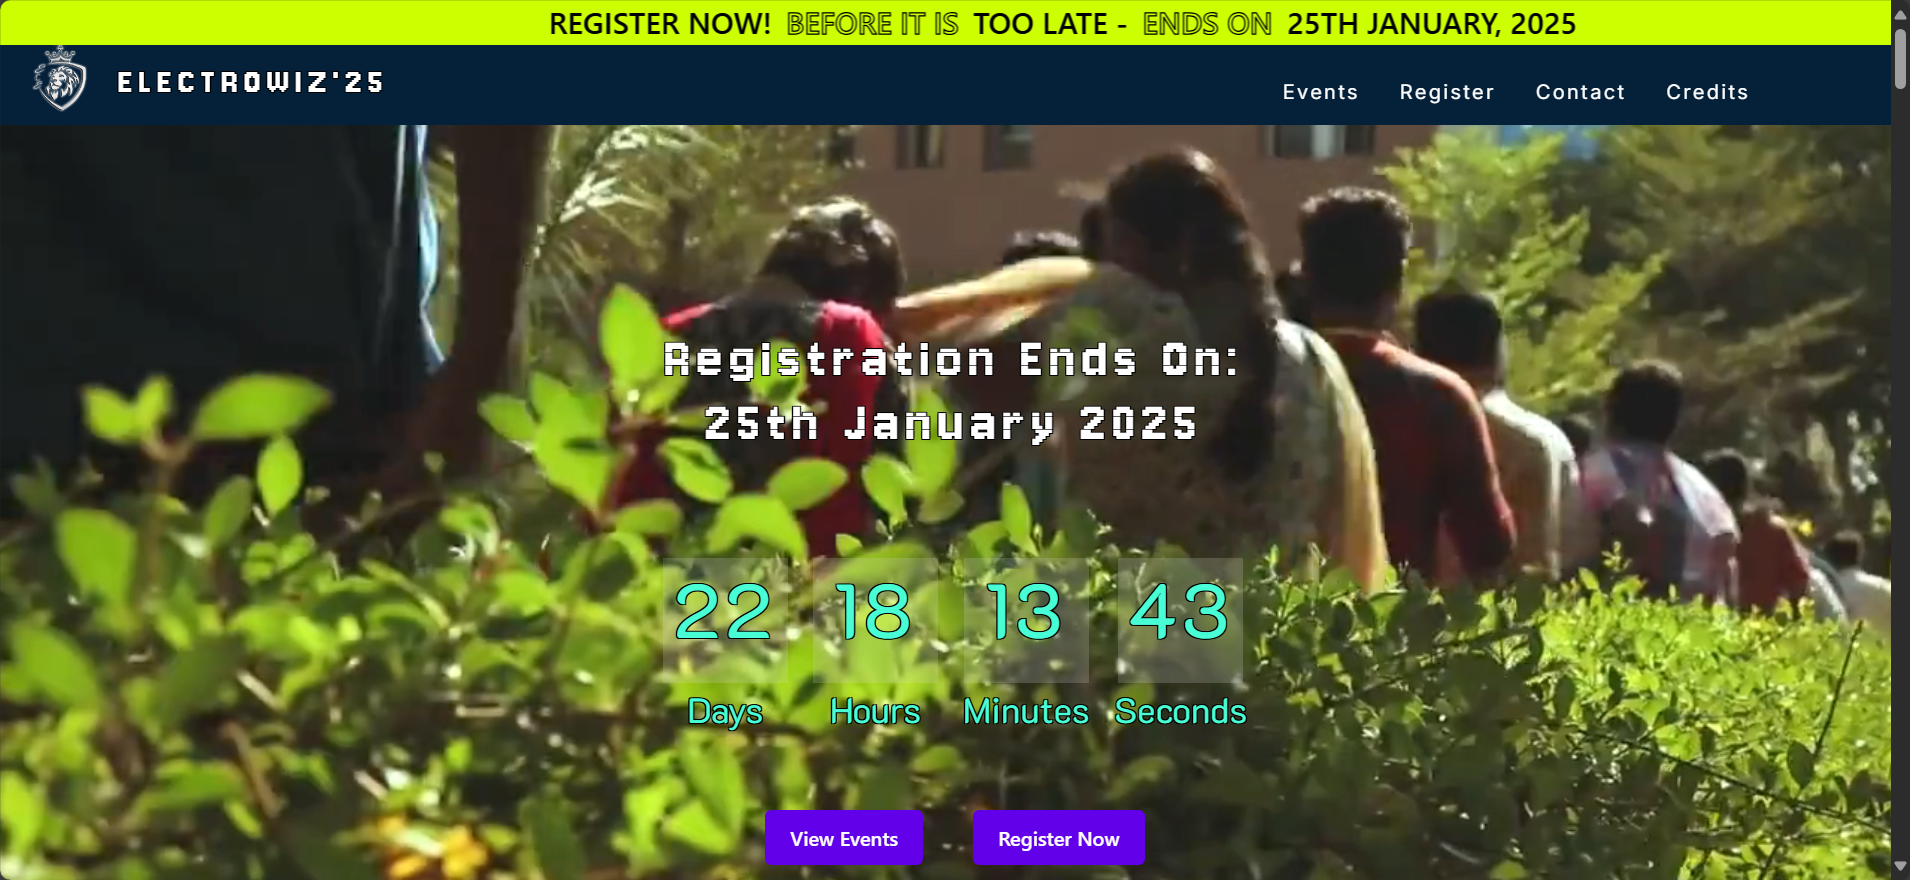 REGISTER NOW! BEFORE IT IS TOO LATE - ENDS ON 25TH JANUARY, 2025
ELECTROWIZ'25
Events Register Contact Credits
Registration Ends On:
25th January 2025
22 18 13 43
Days Hours Minutes Seconds
View Events Register Now